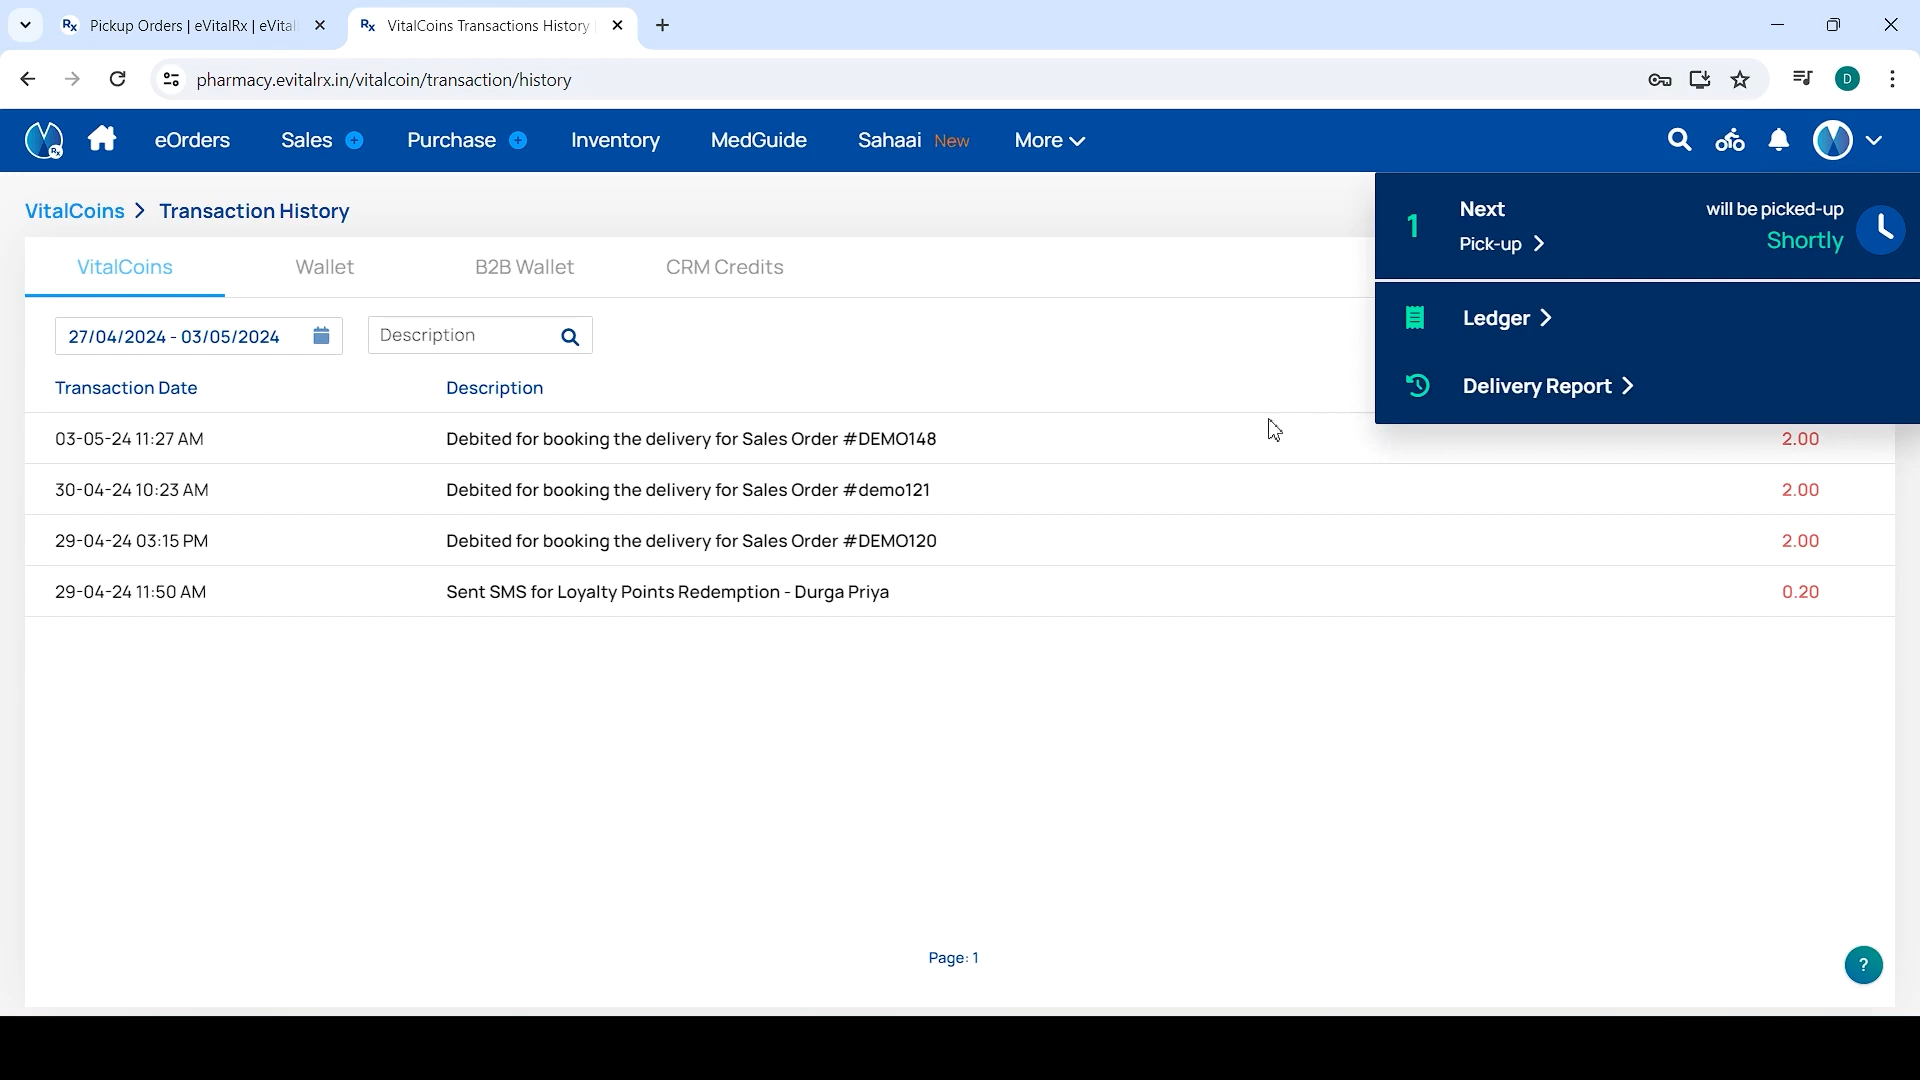 Pickup Orders | eVitalRx | eVital
VitalCoins Transactions History
pharmacy.evitalrx.in/vitalcoin/transaction/history
D
Rx
eOrders
Sales
Purchase
Inventory
MedGuide
Sahaai New
More
VitalCoins > Transaction History
1
Next
Pick-up >
will be picked-up
Shortly
Ledger >
Delivery Report >
VitalCoins
Wallet
B2B Wallet
CRM Credits
27/04/2024 - 03/05/2024
Description
Transaction Date
Description
03-05-24 11:27 AM
Debited for booking the delivery for Sales Order #DEMO148
2.00
30-04-24 10:23 AM
Debited for booking the delivery for Sales Order #demo121
2.00
29-04-24 03:15 PM
Debited for booking the delivery for Sales Order #DEMO120
2.00
29-04-24 11:50 AM
Sent SMS for Loyalty Points Redemption - Durga Priya
0.20
Page: 1
?